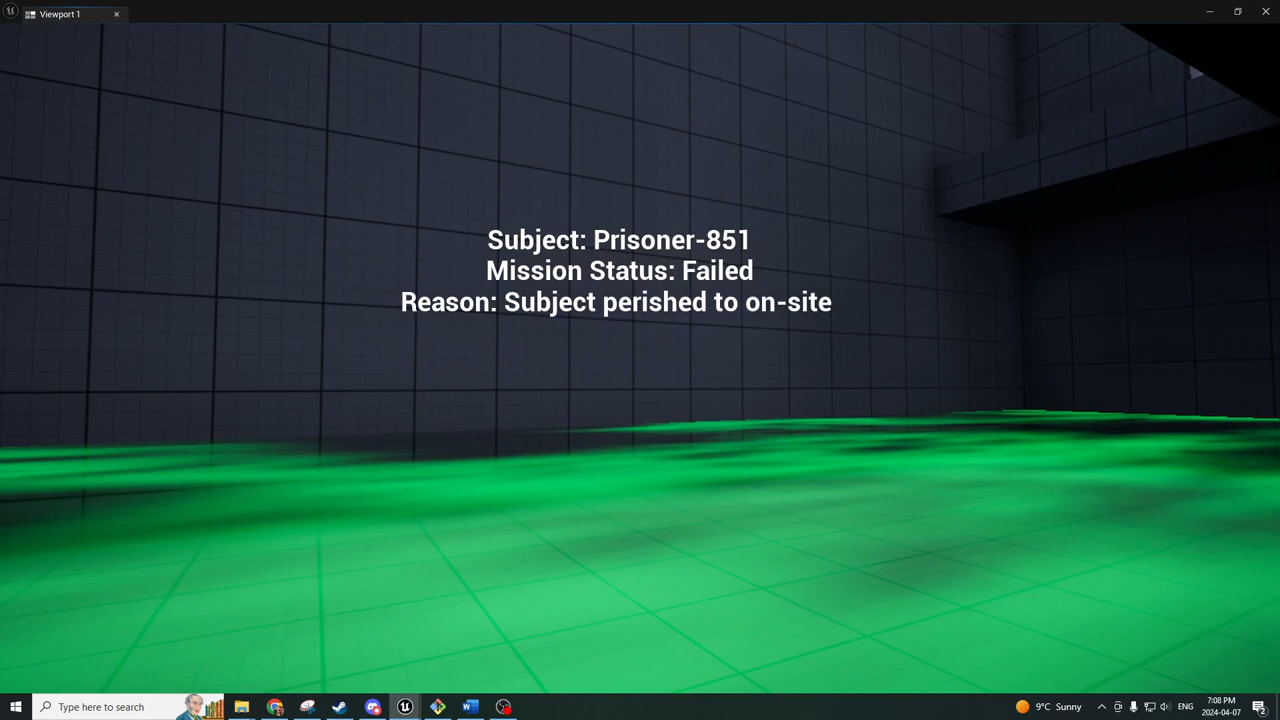 Viewport 1
Subject: Prisoner-851
Mission Status: Failed
Reason: Subject perished to on-site
Type here to search
9°C Sunny
ENG
7:08 PM
2024-04-07
2